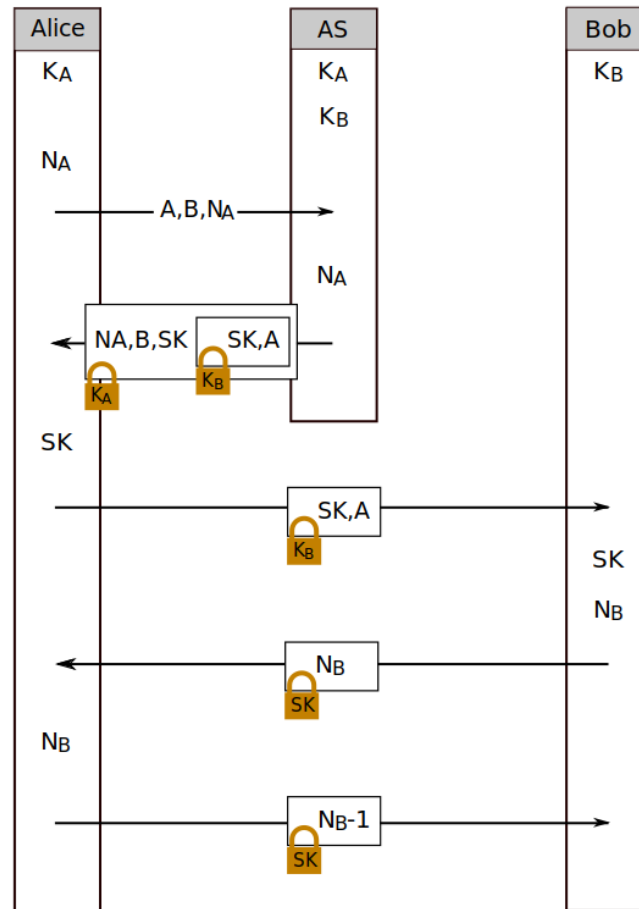 Alice AS Bob
KA KA KB
KB
NA
A,B,NA
NA
NA,B,SK SK,A
KA KB
SK
SK,A
KB
SK
NB
NB
SK
NB
NB-1
SK